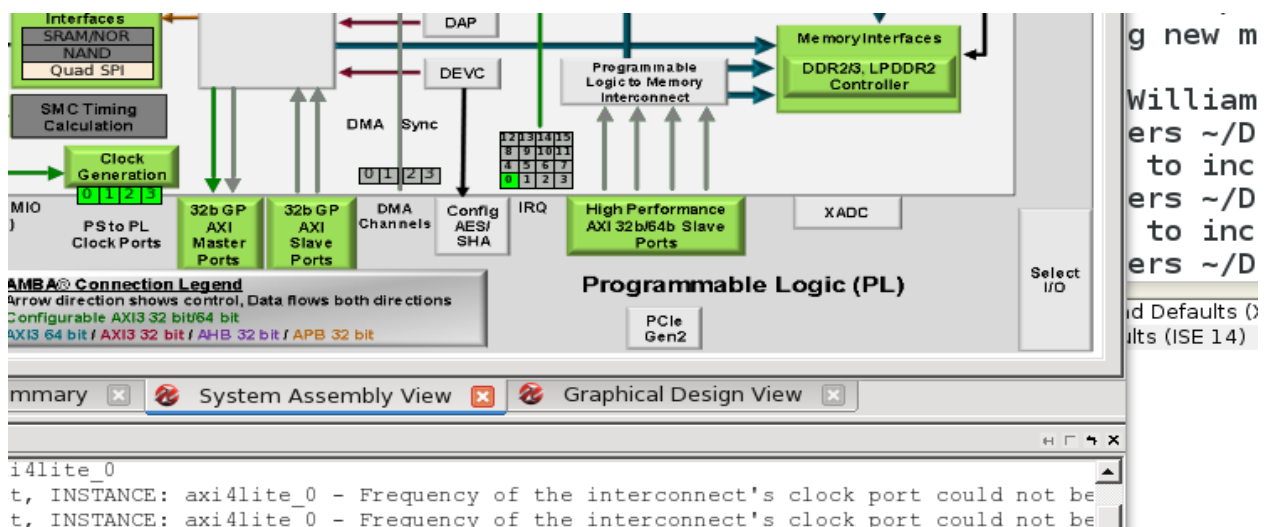 Interfaces
SRAM/NOR
NAND
Quad SPI
SMC Timing
Calculation
Clock
Generation
0 1 2 3
MIO
)
PS to PL
Clock Ports
32b GP
AXI
Master
Ports
32b GP
AXI
Slave
Ports
DAP
DEVC
DMA Sync
0 1 2 3
DMA
Channels
Config
AES/
SHA
IRQ
12 13 14 15
8 9 10 11
4 5 6 7
0 1 2 3
Programmable
Logic to Memory
Interconnect
Memory Interfaces
DDR2/3, LPDDR2
Controller
High Performance
AXI 32b/64b Slave
Ports
XADC
Programmable Logic (PL)
PCIe
Gen2
Select
I/O
AMBA® Connection Legend
Arrow direction shows control, Data flows both directions
Configurable AXI3 32 bit/64 bit
AXI3 64 bit / AXI3 32 bit / AHB 32 bit / APB 32 bit
g new m
William
ers ~/D
to inc
ers ~/D
to inc
ers ~/D
d Defaults (
ults (ISE 14)
mmary
System Assembly View
Graphical Design View
i4lite_0
t, INSTANCE: axi4lite_0 - Frequency of the interconnect's clock port could not be
t, INSTANCE: axi4lite_0 - Frequency of the interconnect's clock port could not be